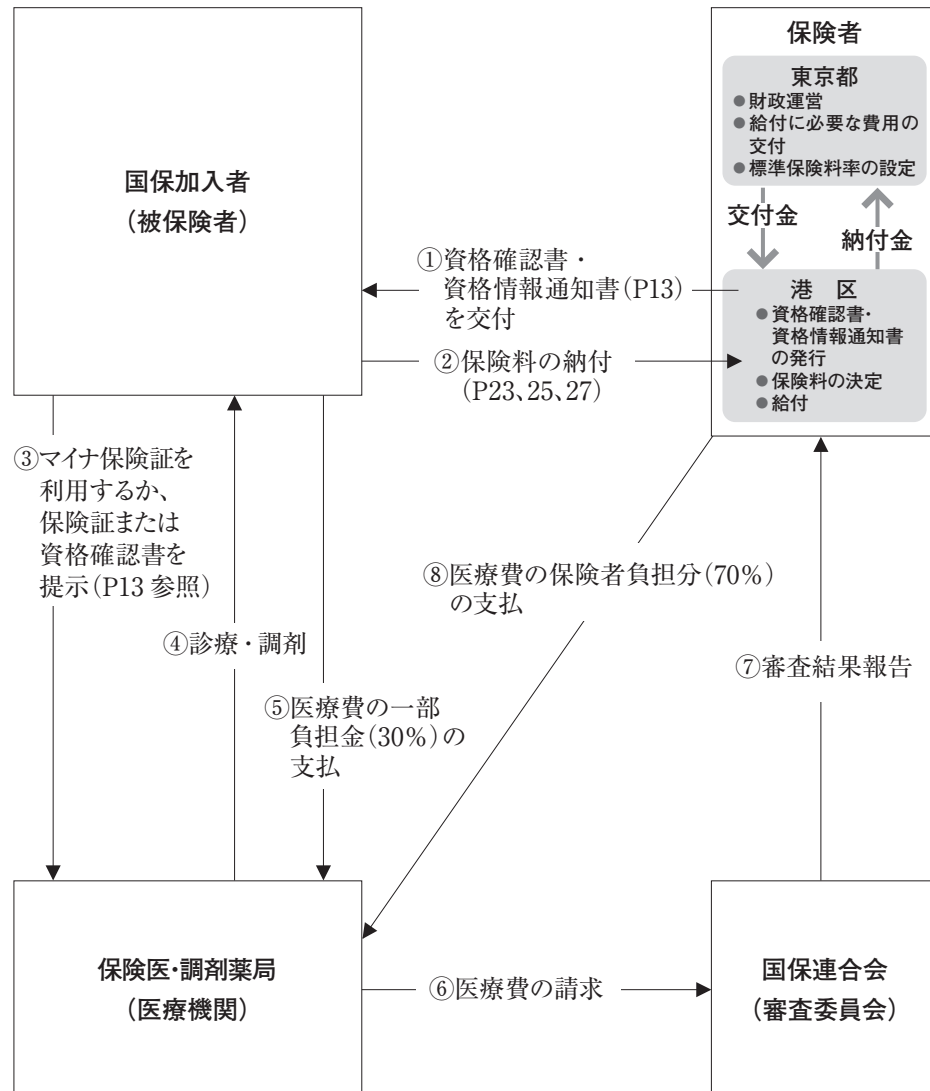 国保加入者
（被保険者）
保険者
東京都
●財政運営
●給付に必要な費用の
交付
●標準保険料率の設定
交付金
納付金
港　区
●資格確認書・
資格情報通知書
の発行
●保険料の決定
●給付
①資格確認書・
資格情報通知書（P13）
を交付
②保険料の納付
（P23、25、27）
③マイナ保険証を
利用するか、
保険証または
資格確認書を
提示（P13 参照）
④診療・調剤
⑤医療費の一部
負担金（30％）の
支払
⑧医療費の保険者負担分（70％）
の支払
⑦審査結果報告
保険医・調剤薬局
（医療機関）
⑥医療費の請求
国保連合会
（審査委員会）